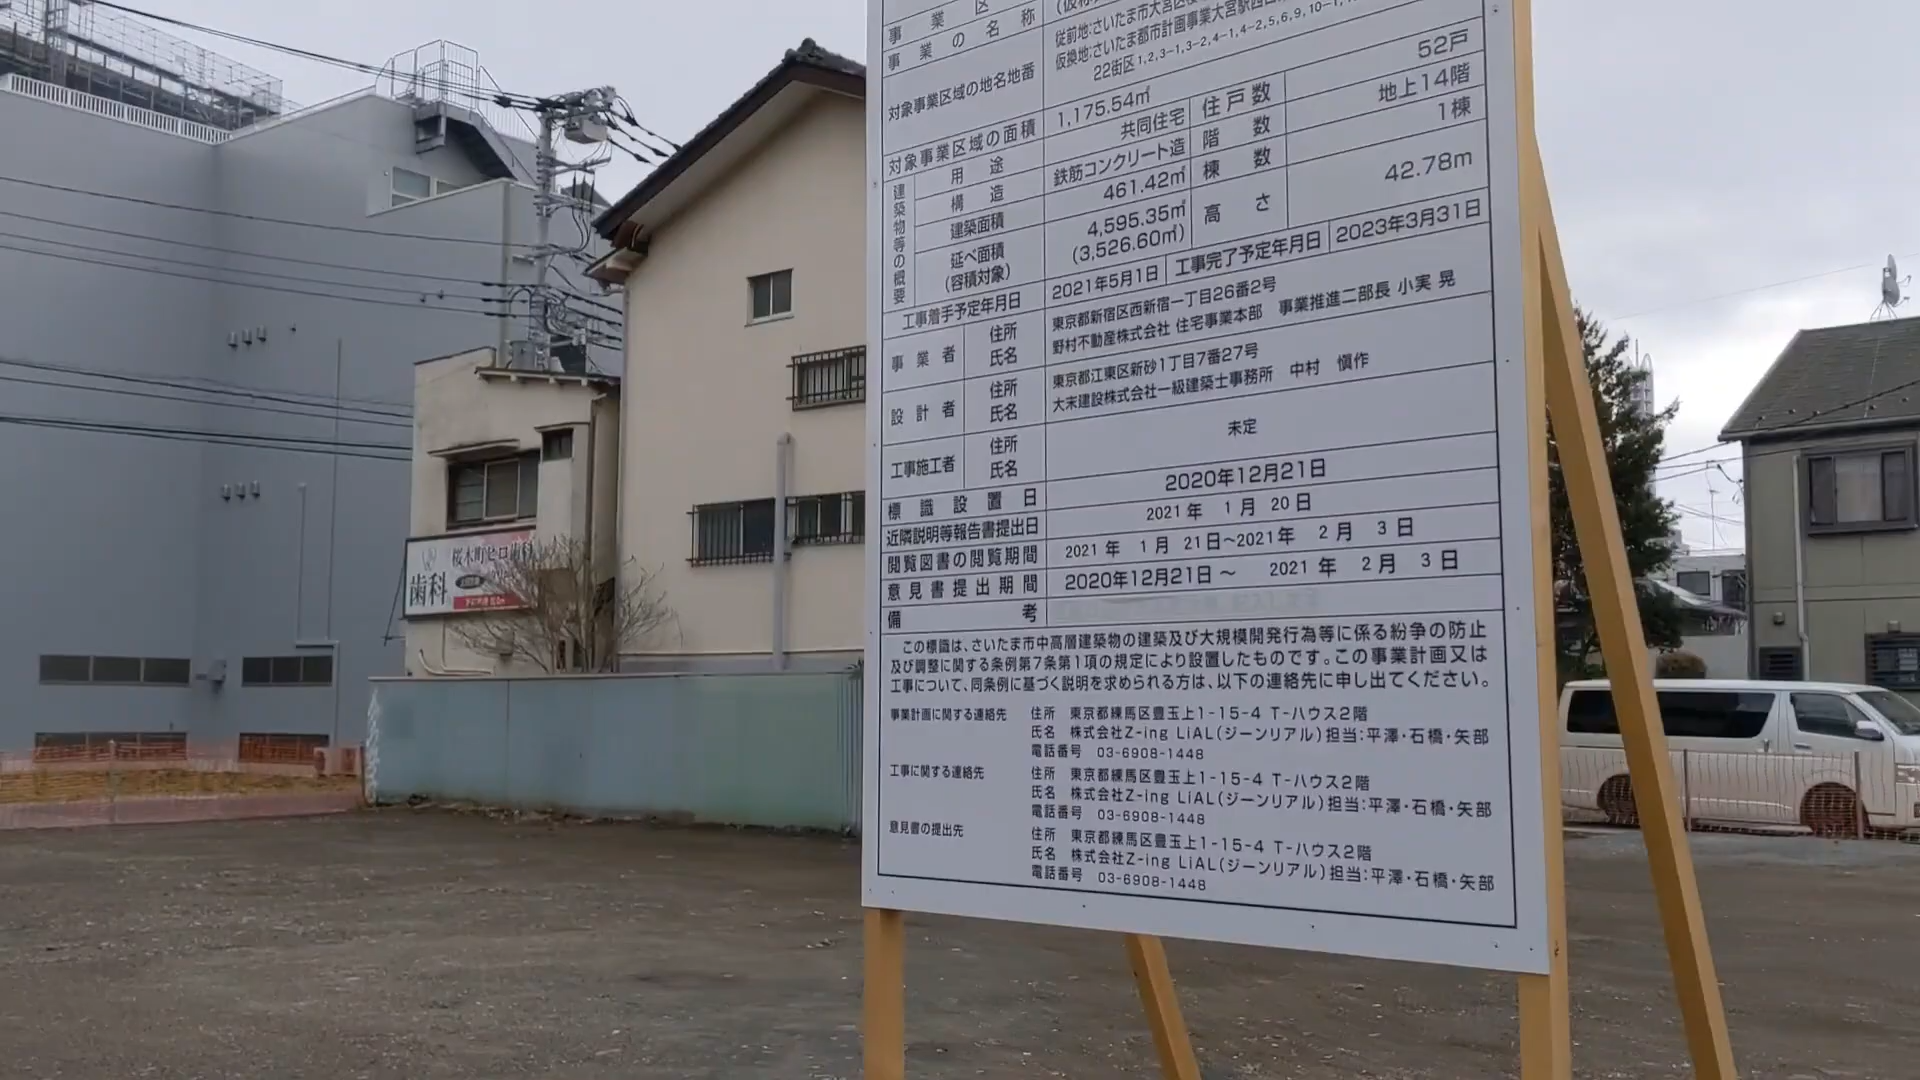 事業区
事業の名称
対象事業区域の地名地番
従前地:さいたま市大宮区桜
仮換地:さいたま都市計画事業大宮駅西口
22街区 1,2,3-1,3-2,4-1,4-2,5,6,9,10-1,
対象事業区域の面積 1,175.54㎡ 住戸数 52戸
建築物等の概要
用途 共同住宅 階数 地上14階
構造 鉄筋コンクリート造 棟数 1棟
建築面積 461.42㎡ 高さ 42.78m
延べ面積 4,595.35㎡
(容積対象) (3,526.60㎡)
工事着手予定年月日 2021年5月1日 工事完了予定年月日 2023年3月31日
事業者 住所 東京都新宿区西新宿一丁目26番2号
氏名 野村不動産株式会社 住宅事業本部 事業推進二部長 小実 晃
設計者 住所 東京都江東区新砂1丁目7番27号
氏名 大末建設株式会社一級建築士事務所 中村 愼作
工事施工者 住所 氏名 未定
標識設置日 2020年12月21日
近隣説明等報告書提出日 2021年 1月 20日
閲覧図書の閲覧期間 2021年 1月 21日~2021年 2月 3日
意見書提出期間 2020年12月21日 ~ 2021年 2月 3日
備考
この標識は、さいたま市中高層建築物の建築及び大規模開発行為等に係る紛争の防止
及び調整に関する条例第7条第1項の規定により設置したものです。この事業計画又は
工事について、同条例に基づく説明を求められる方は、以下の連絡先に申し出てください。
事業計画に関する連絡先 住所 東京都練馬区豊玉上1-15-4 T-ハウス2階
氏名 株式会社Z-ing LiAL(ジーンリアル)担当:平澤・石橋・矢部
電話番号 03-6908-1448
工事に関する連絡先 住所 東京都練馬区豊玉上1-15-4 T-ハウス2階
氏名 株式会社Z-ing LiAL(ジーンリアル)担当:平澤・石橋・矢部
電話番号 03-6908-1448
意見書の提出先 住所 東京都練馬区豊玉上1-15-4 T-ハウス2階
氏名 株式会社Z-ing LiAL(ジーンリアル)担当:平澤・石橋・矢部
電話番号 03-6908-1448
桜木町ヒロ歯科
歯科